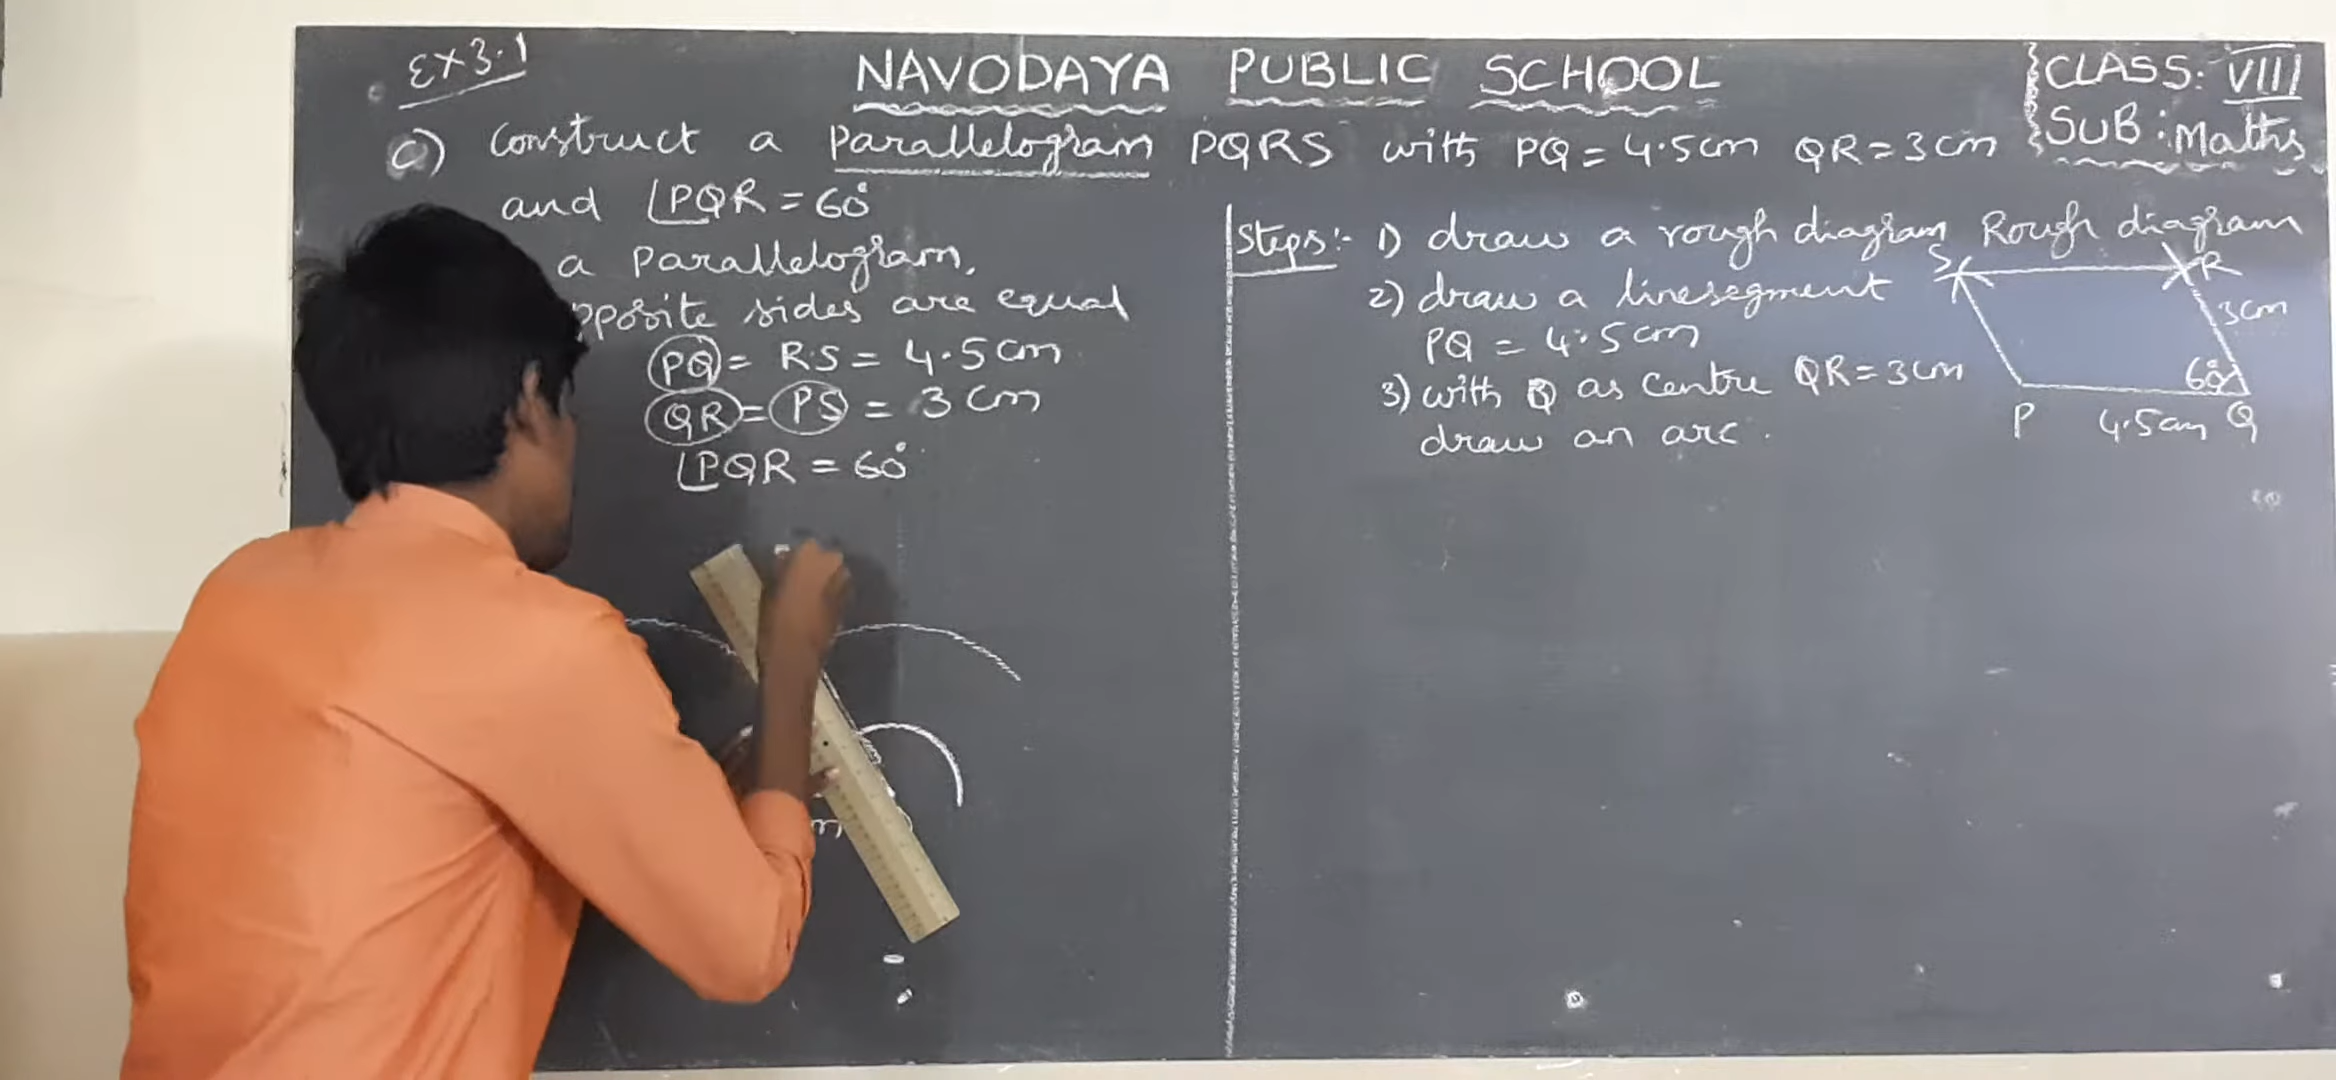 Ex 3.1
NAVODAYA PUBLIC SCHOOL
CLASS: VIII
SUB: Maths
c) construct a parallelogram PQRS with PQ = 4.5cm QR = 3cm
and ∠PQR = 60°
a parallelogram,
pposite sides are equal
PQ = RS = 4.5cm
QR = PS = 3cm
∠PQR = 60°
Steps:- 1) draw a rough diagram
2) draw a linesegment
PQ = 4.5cm
3) with Q as centre QR = 3cm
draw an arc.
Rough diagram
S R
3cm
60°
P 4.5cm Q